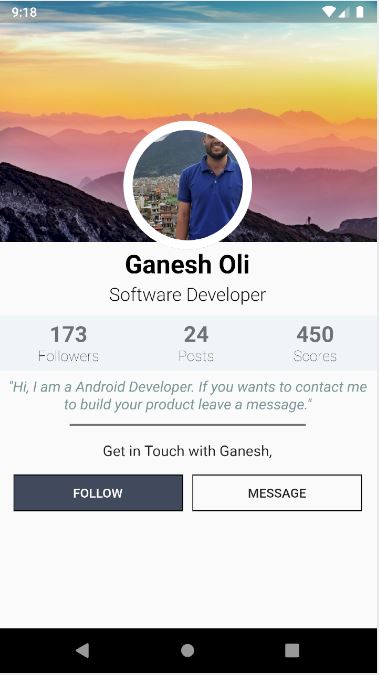 9:18
Ganesh Oli
Software Developer
173 24 450
Followers Posts Scores
"Hi, I am a Android Developer. If you wants to contact me
to build your product leave a message."
Get in Touch with Ganesh,
FOLLOW MESSAGE